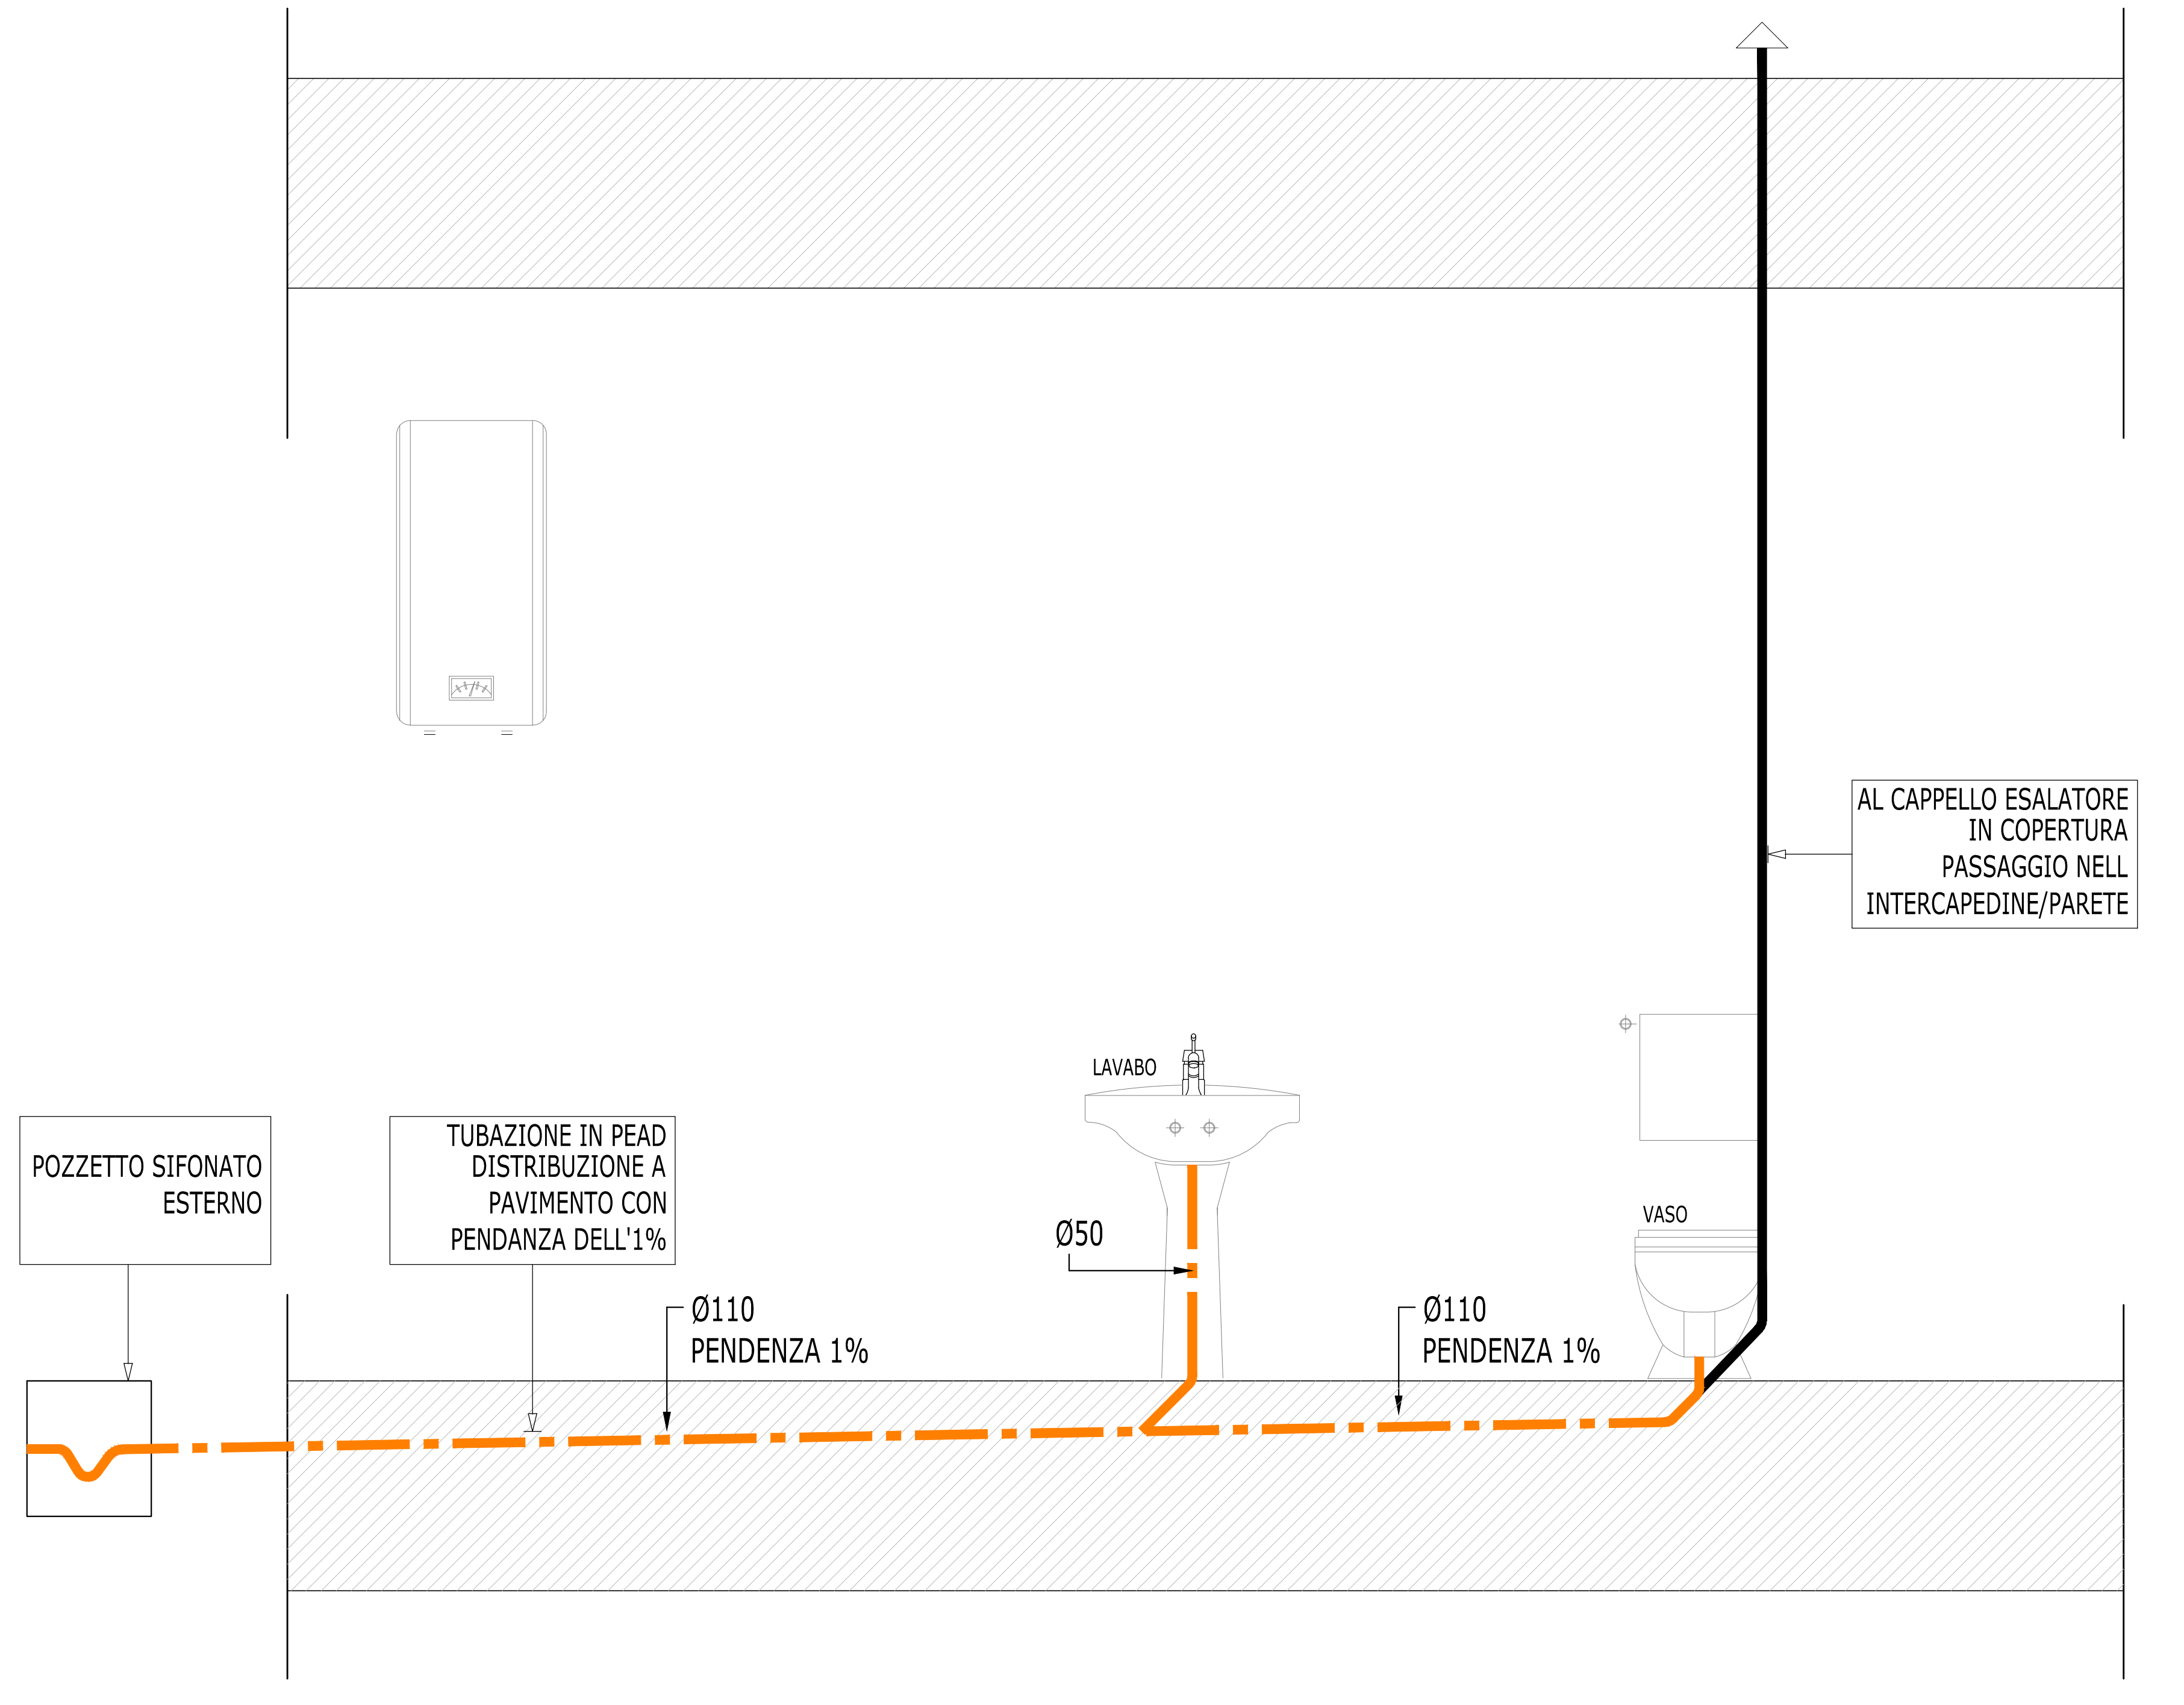 AL CAPPELLO ESALATORE
IN COPERTURA
PASSAGGIO NELL
INTERCAPEDINE/PARETE
LAVABO
POZZETTO SIFONATO
ESTERNO
TUBAZIONE IN PEAD
DISTRIBUZIONE A
PAVIMENTO CON
PENDANZA DELL'1%
Ø50
VASO
Ø110
PENDENZA 1%
Ø110
PENDENZA 1%